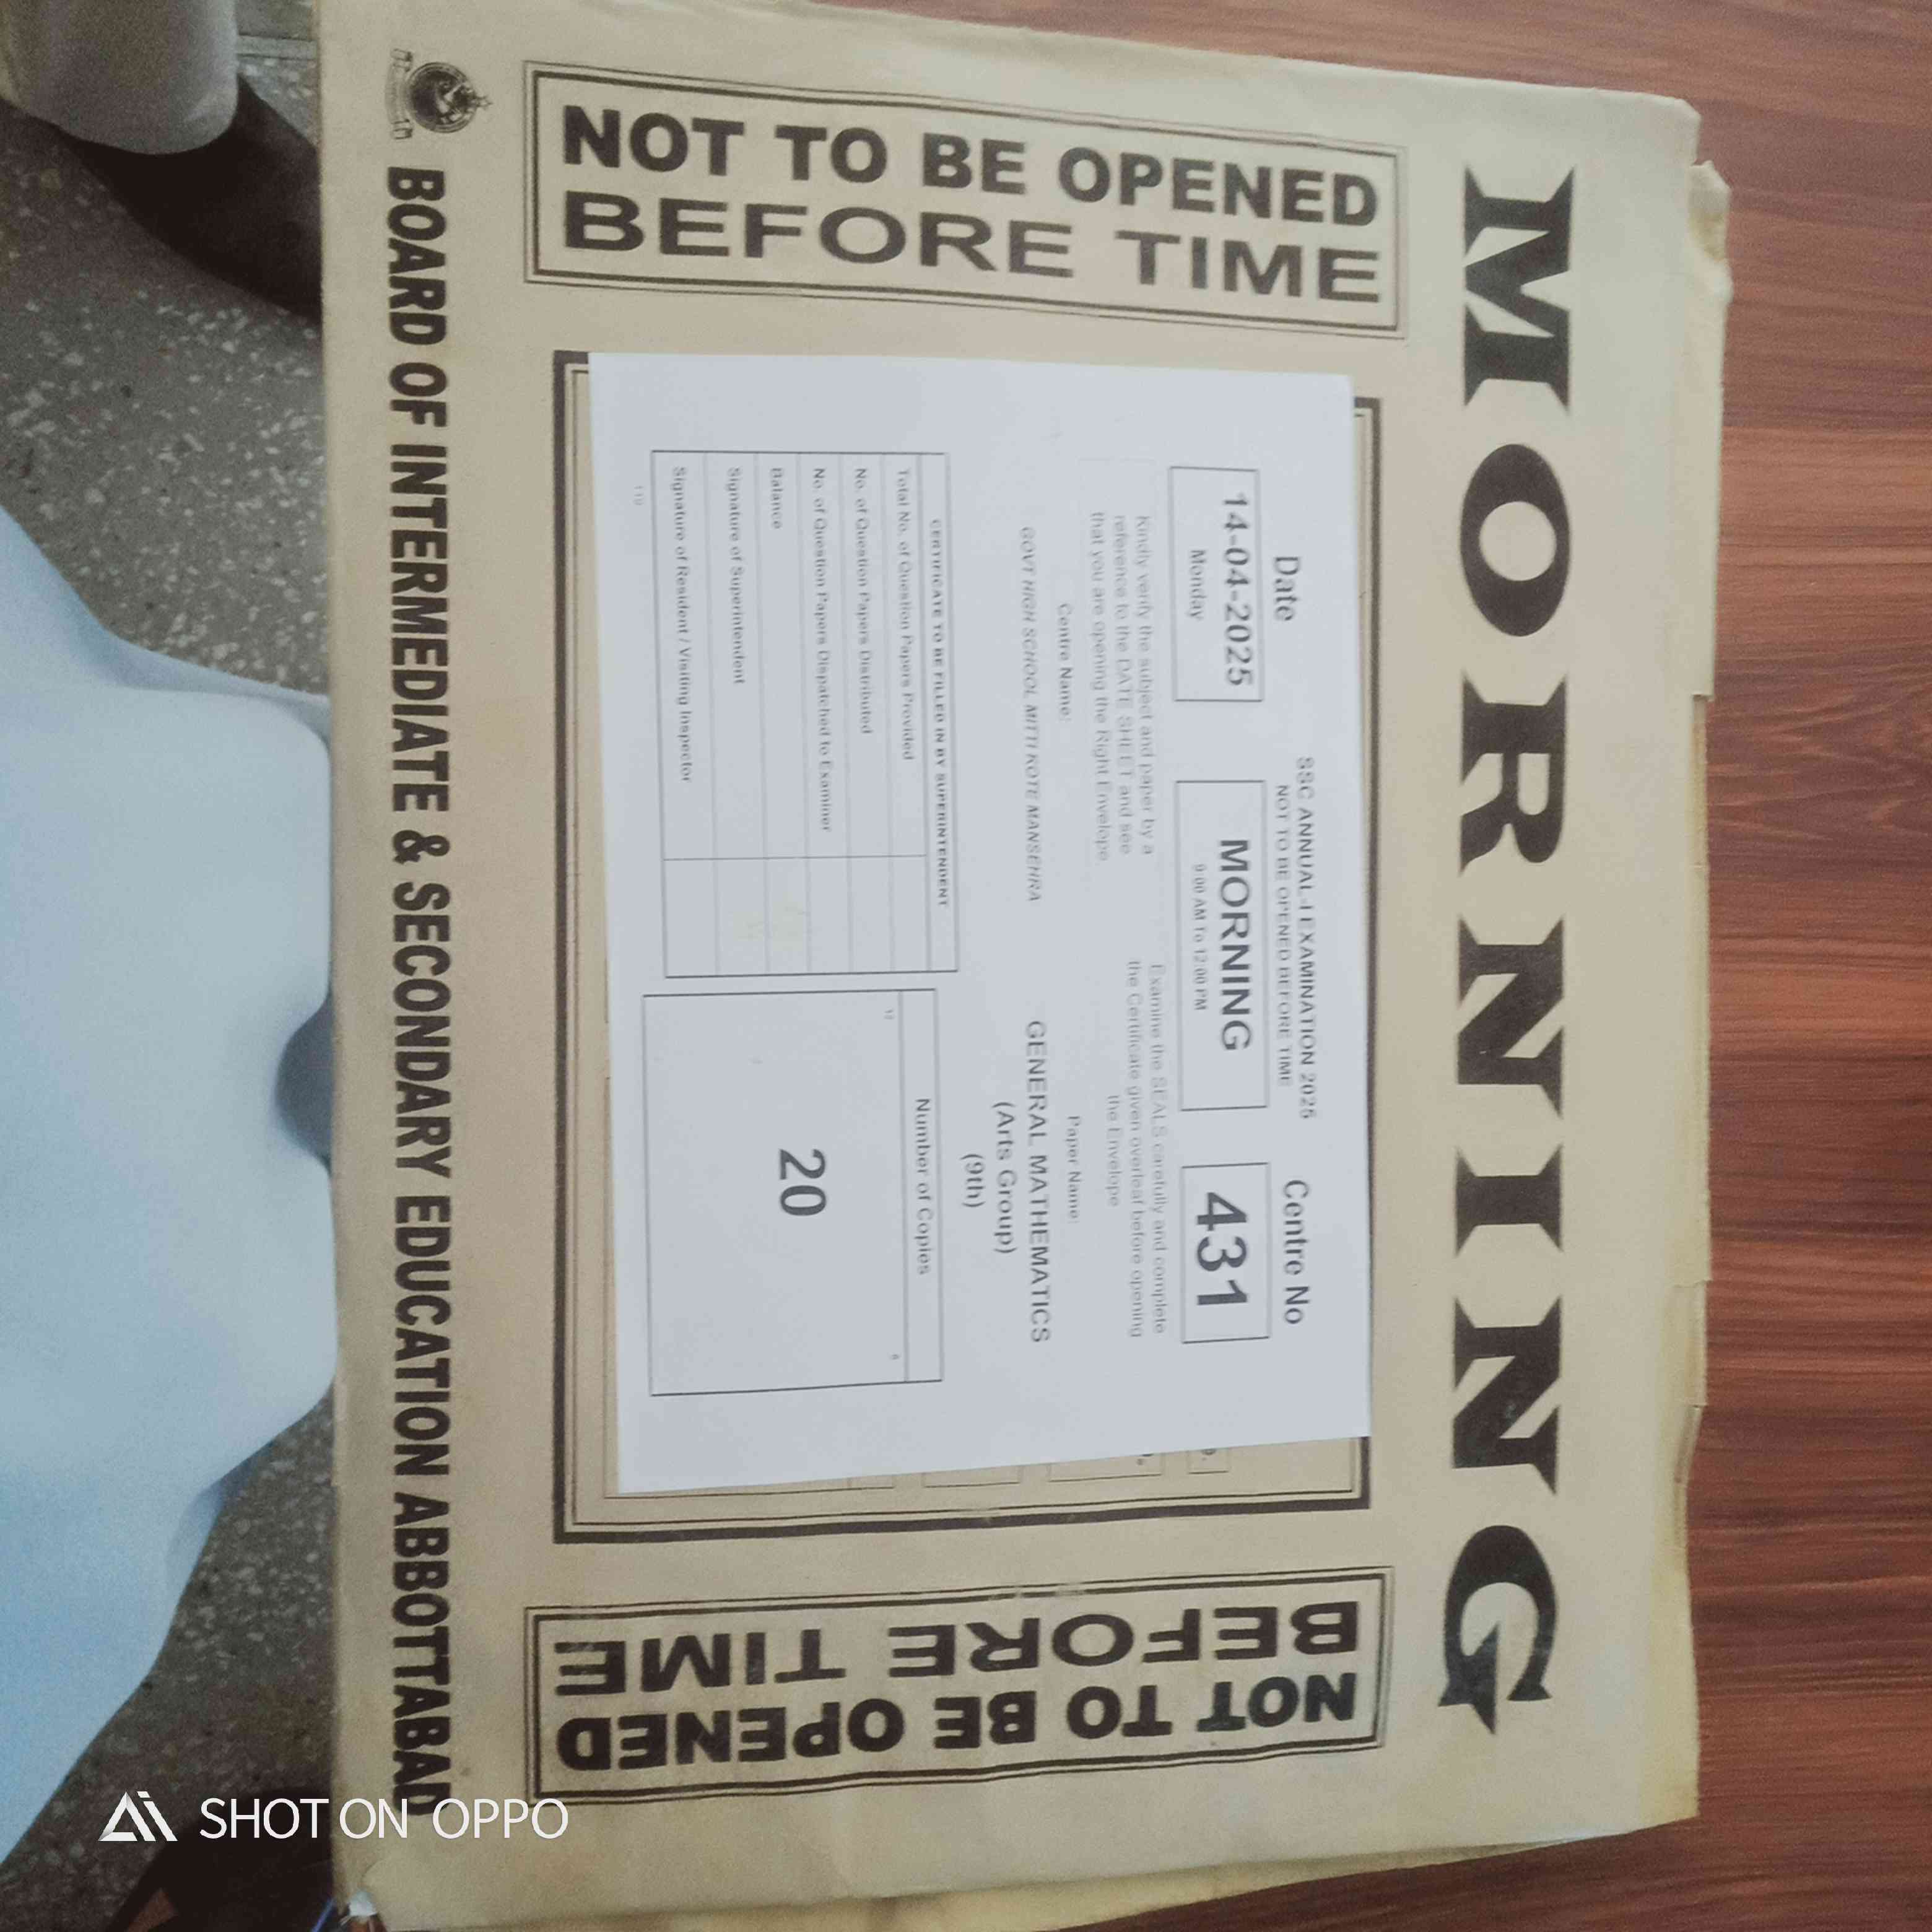 MORNING
NOT TO BE OPENED
BEFORE TIME
SSC ANNUAL-I EXAMINATION 2025
NOT TO BE OPENED BEFORE TIME
Date
Centre No
14-04-2025
Monday
MORNING
9:00 AM To 12:00 PM
431
Kindly verify the subject and paper by a
reference to the DATE SHEET and see
that you are opening the Right Envelope
Examine the SEALS carefully and complete
the Certificate given overleaf before opening
the Envelope
Centre Name:
GOVT HIGH SCHOOL MITTI KOTE MANSEHRA
Paper Name:
GENERAL MATHEMATICS
(Arts Group)
(9th)
CERTIFICATE TO BE FILLED IN BY SUPERINTENDENT
Total No. of Question Papers Provided
No. of Question Papers Distributed
No. of Question Papers Dispatched to Examiner
Balance
Signature of Superintendent
Signature of Resident / Visiting Inspector
Number of Copies
20
NOT TO BE OPENED
BEFORE TIME
BOARD OF INTERMEDIATE & SECONDARY EDUCATION ABBOTTABAD
SHOT ON OPPO